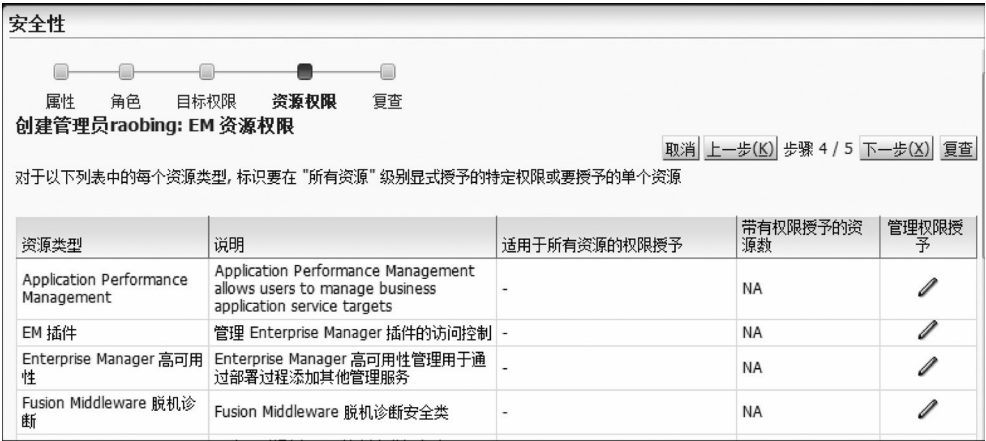 安全性
属性 角色 目标权限 资源权限 复查
创建管理员raobing: EM 资源权限
取消 上一步(K) 步骤 4 / 5 下一步(X) 复查
对于以下列表中的每个资源类型, 标识要在 "所有资源" 级别显式授予的特定权限或要授予的单个资源
资源类型 说明 适用于所有资源的权限授予 带有权限授予的资
源数 管理权限授
予
Application Performance
Management
Application Performance Management
allows users to manage business
application service targets
- NA
EM 插件 管理 Enterprise Manager 插件的访问控制 - NA
Enterprise Manager 高可用
性
Enterprise Manager 高可用性管理用于通
过部署过程添加其他管理服务
- NA
Fusion Middleware 脱机诊
断
Fusion Middleware 脱机诊断安全类
- NA